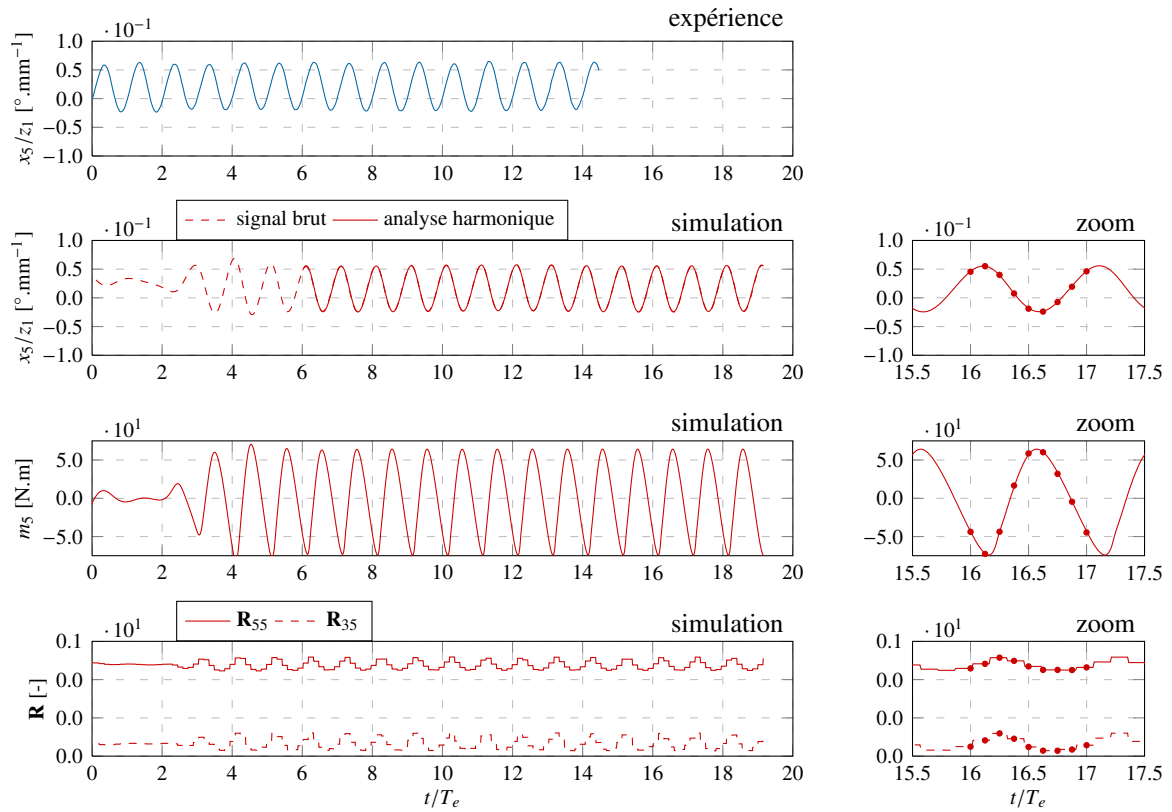 expérience
· 10⁻¹
1.0
0.5
0.0
−0.5
−1.0
x₅/z₁ [°.mm⁻¹]
0 2 4 6 8 10 12 14 16 18 20
signal brut analyse harmonique
simulation
· 10⁻¹
1.0
0.5
0.0
−0.5
−1.0
x₅/z₁ [°.mm⁻¹]
0 2 4 6 8 10 12 14 16 18 20
zoom
· 10⁻¹
1.0
0.5
0.0
−0.5
−1.0
15.5 16 16.5 17 17.5
simulation
· 10¹
5.0
0.0
−5.0
m₅ [N.m]
0 2 4 6 8 10 12 14 16 18 20
zoom
· 10¹
5.0
0.0
−5.0
15.5 16 16.5 17 17.5
R₅₅ R₃₅
simulation
· 10¹
0.1
0.0
0.0
0.0
R [-]
0 2 4 6 8 10 12 14 16 18 20
t/Tₑ
zoom
· 10¹
0.1
0.0
0.0
0.0
15.5 16 16.5 17 17.5
t/Tₑ